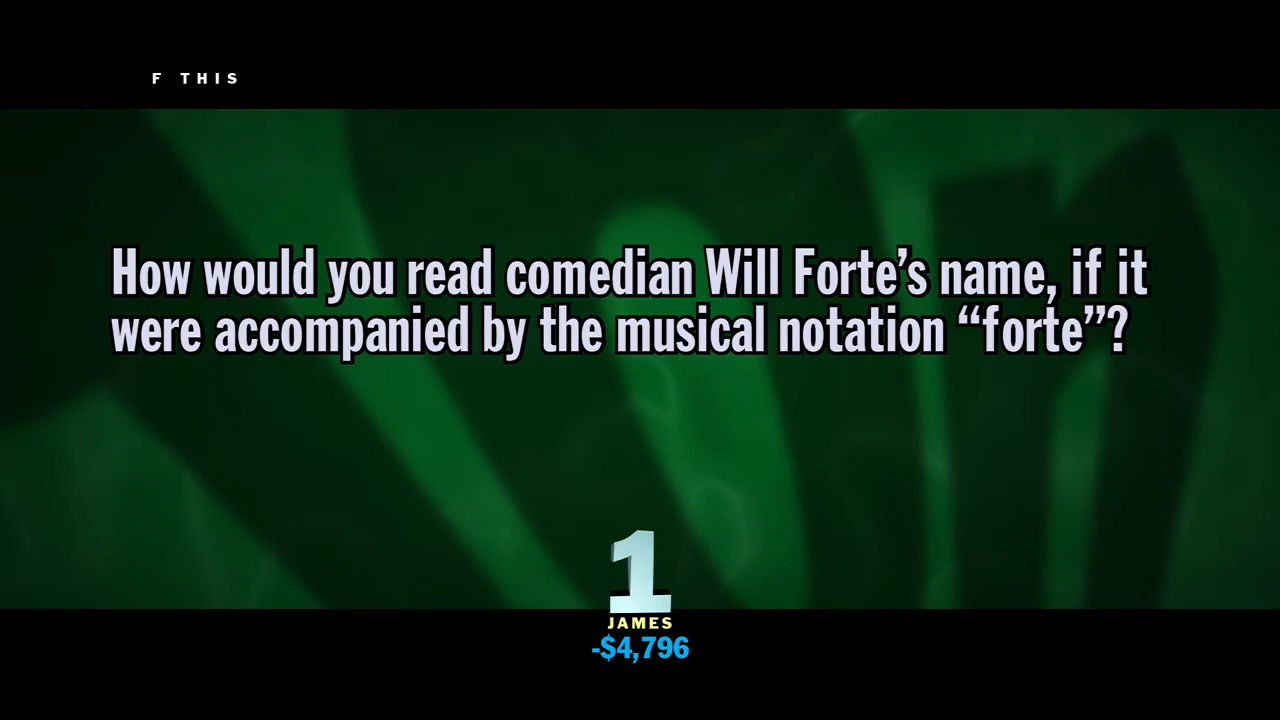 F THIS
How would you read comedian Will Forte’s name, if it
were accompanied by the musical notation “forte”?
1
JAMES
-$4,796